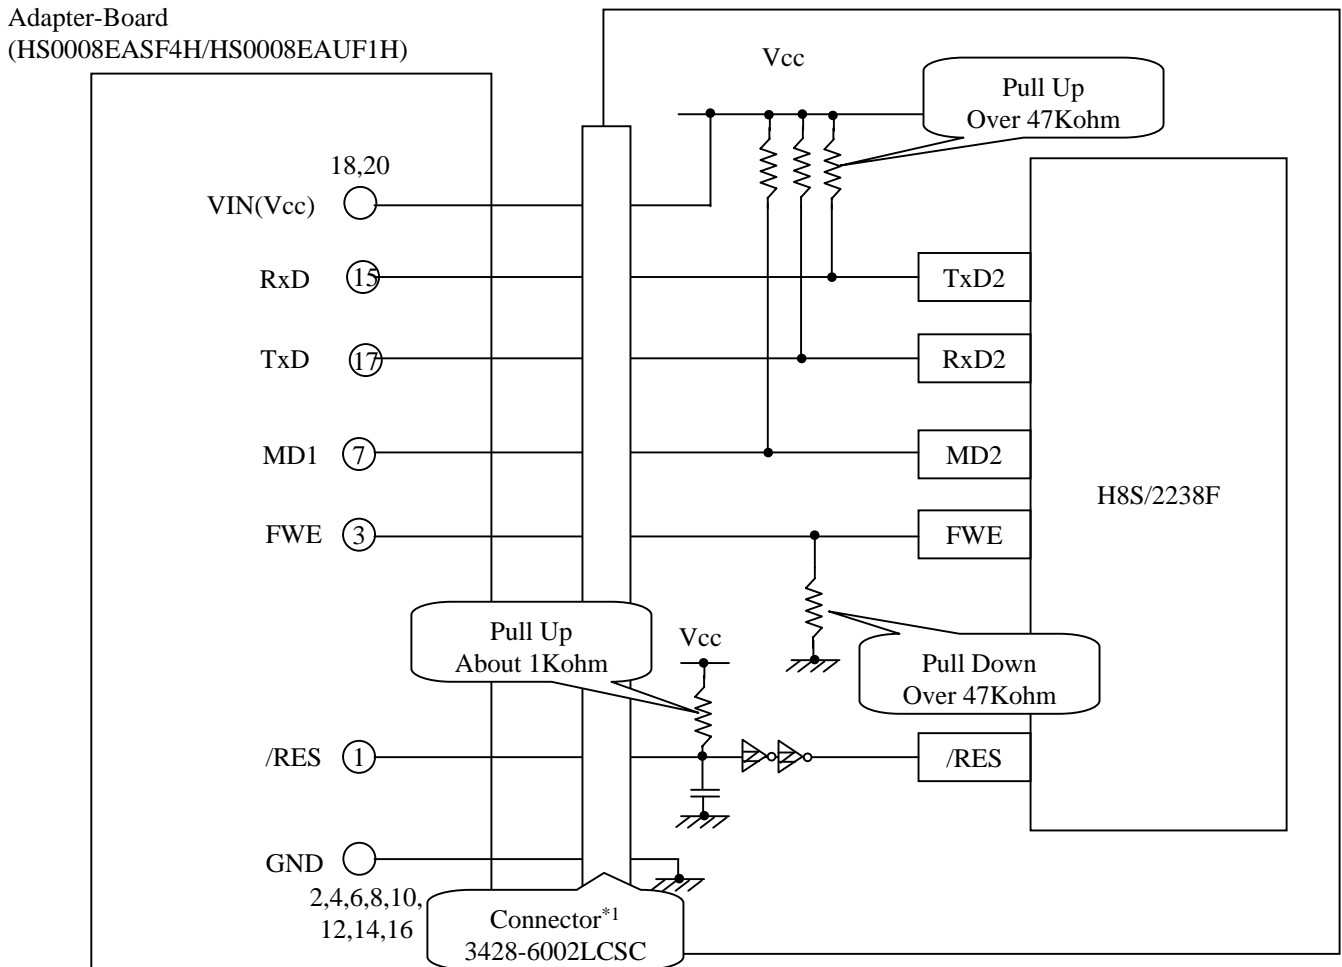 Adapter-Board
(HS0008EASF4H/HS0008EAUF1H)
Vcc
Pull Up
Over 47Kohm
18,20
VIN(Vcc)
RxD 15
TxD2
TxD 17
RxD2
MD1 7
MD2
H8S/2238F
FWE 3
FWE
Pull Up
About 1Kohm
Vcc
Pull Down
Over 47Kohm
/RES 1
/RES
GND
2,4,6,8,10,
12,14,16
Connector*1
3428-6002LCSC